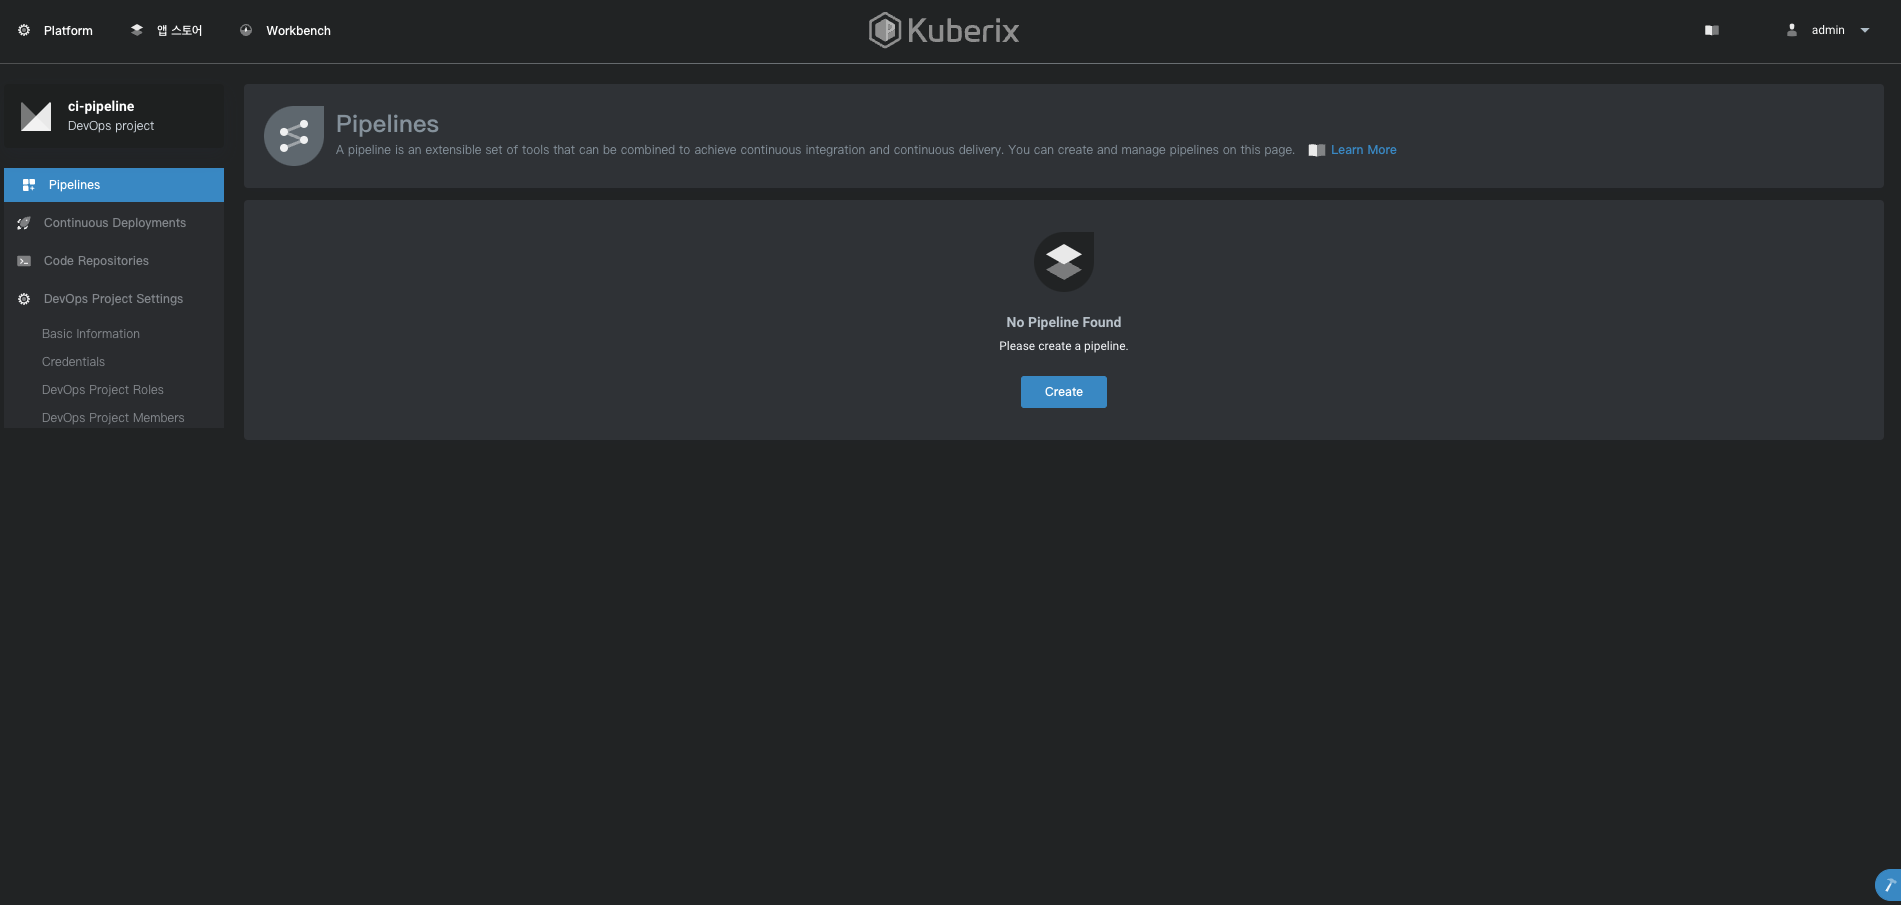 Platform
앱 스토어
Workbench
Kuberix
admin
ci-pipeline
DevOps project
Pipelines
Continuous Deployments
Code Repositories
DevOps Project Settings
Basic Information
Credentials
DevOps Project Roles
DevOps Project Members
Pipelines
A pipeline is an extensible set of tools that can be combined to achieve continuous integration and continuous delivery. You can create and manage pipelines on this page. Learn More
No Pipeline Found
Please create a pipeline.
Create